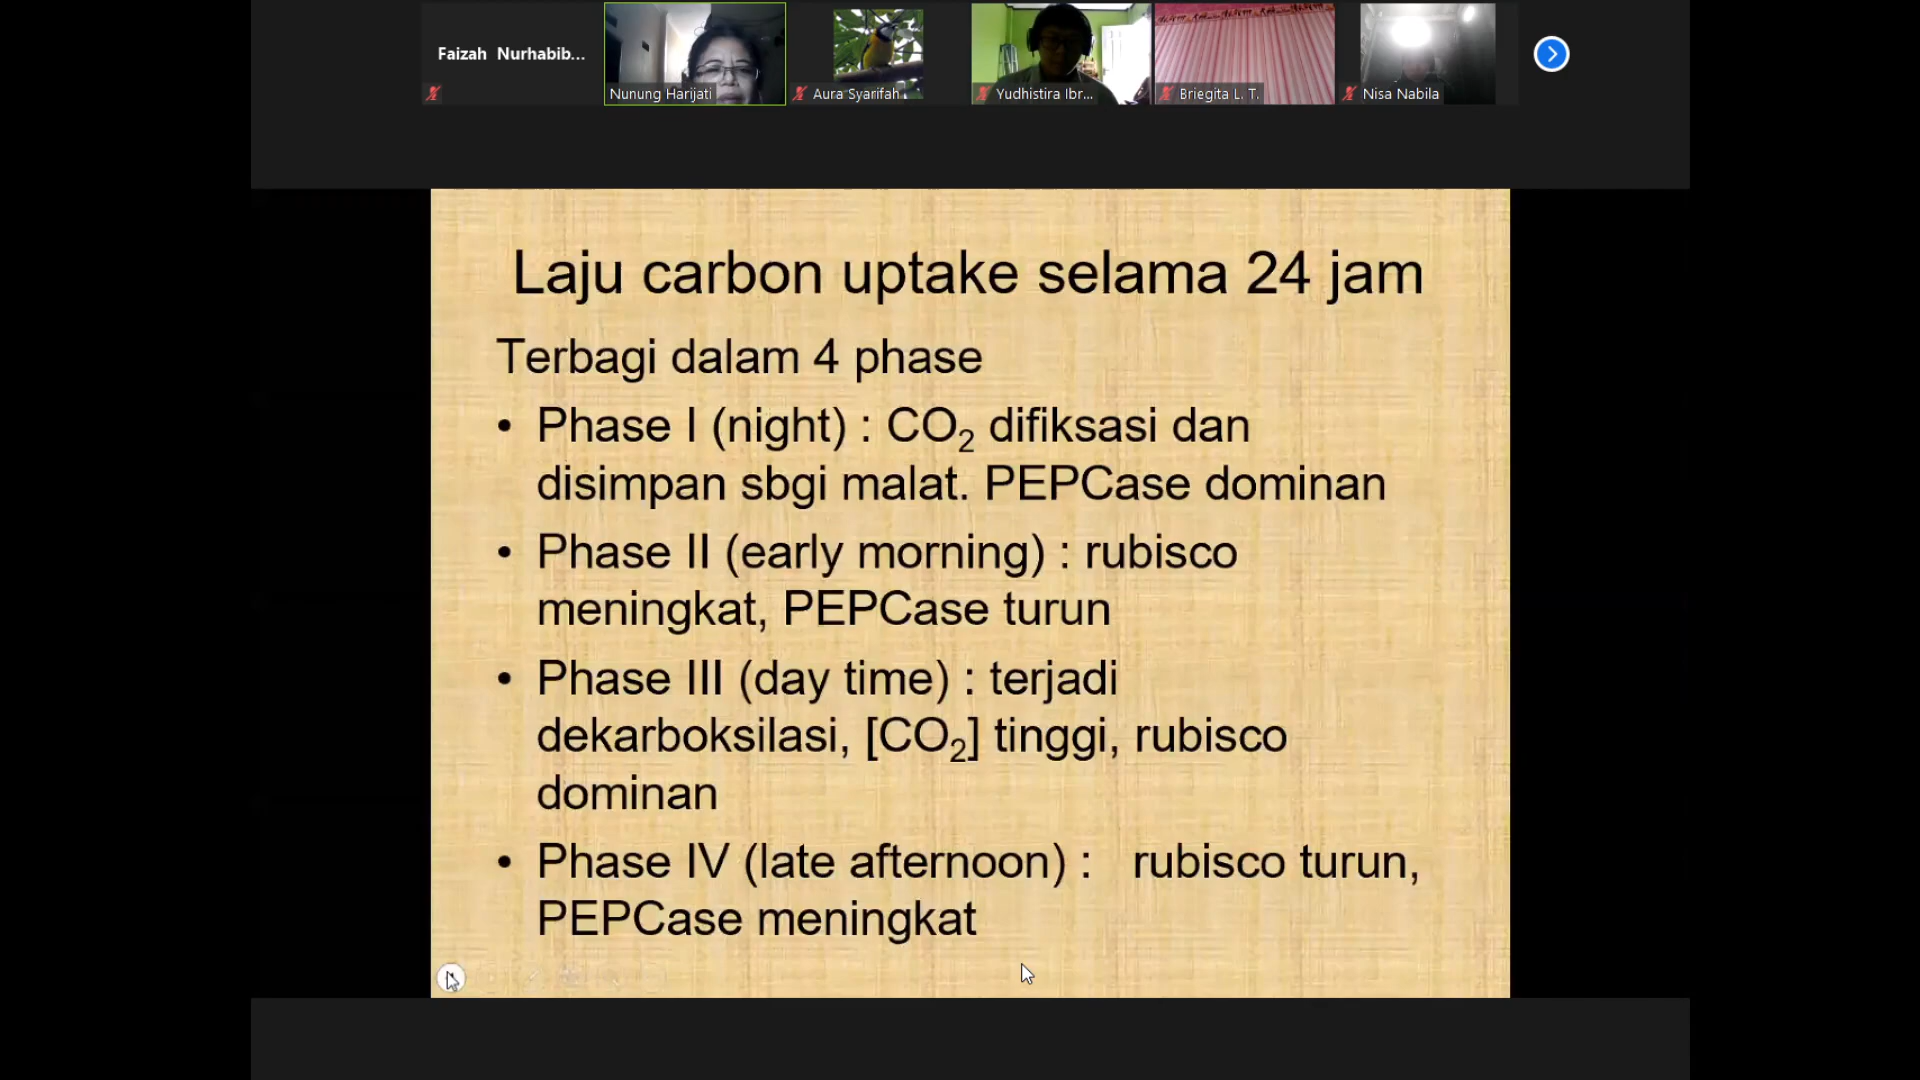 Faizah Nurhabib...
Nunung Harijati
Aura Syarifah
Yudhistira Ibr...
Briegita L. T.
Nisa Nabila
Laju carbon uptake selama 24 jam
Terbagi dalam 4 phase
• Phase I (night) : CO₂ difiksasi dan
disimpan sbgi malat. PEPCase dominan
• Phase II (early morning) : rubisco
meningkat, PEPCase turun
• Phase III (day time) : terjadi
dekarboksilasi, [CO₂] tinggi, rubisco
dominan
• Phase IV (late afternoon) : rubisco turun,
PEPCase meningkat